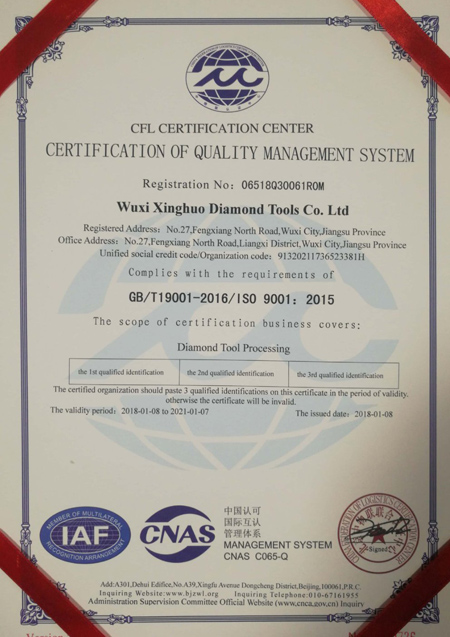 CFL CERTIFICATION CENTER
CERTIFICATION OF QUALITY MANAGEMENT SYSTEM
Registration No: 06518Q30061ROM
Wuxi Xinghuo Diamond Tools Co. Ltd
Registered Address: No.27,Fengxiang North Road,Wuxi City,Jiangsu Province
Office Address: No.27,Fengxiang North Road,Liangxi District,Wuxi City,Jiangsu Province
Unified social credit code/Organization code: 91320211736523381H
Complies with the requirements of
GB/T19001-2016/ISO 9001: 2015
The scope of certification business covers:
Diamond Tool Processing
the 1st qualified identification the 2nd qualified identification the 3rd qualified identification
The certified organization should paste 3 qualified identifications on this certificate in the period of validity,
otherwise the certificate will be invalid.
The validity period: 2018-01-08 to 2021-01-07 The issued date: 2018-01-08
MEMBER OF MULTILATERAL
IAF
RECOGNITION ARRANGEMENT
CNAS
中国认可
国际互认
管理体系
MANAGEMENT SYSTEM
CNAS C065-Q
Signed
Add:A301,Dehui Edifice,No.A39,Xingfu Avenue Dongcheng District,Beijing,100061,P.R.C.
Inquiring Website:www.bjzwl.org Inquiring Telephone:010-67161955
Administration Supervision Committee Official Website (www.cnca.gov.cn) Inquiry